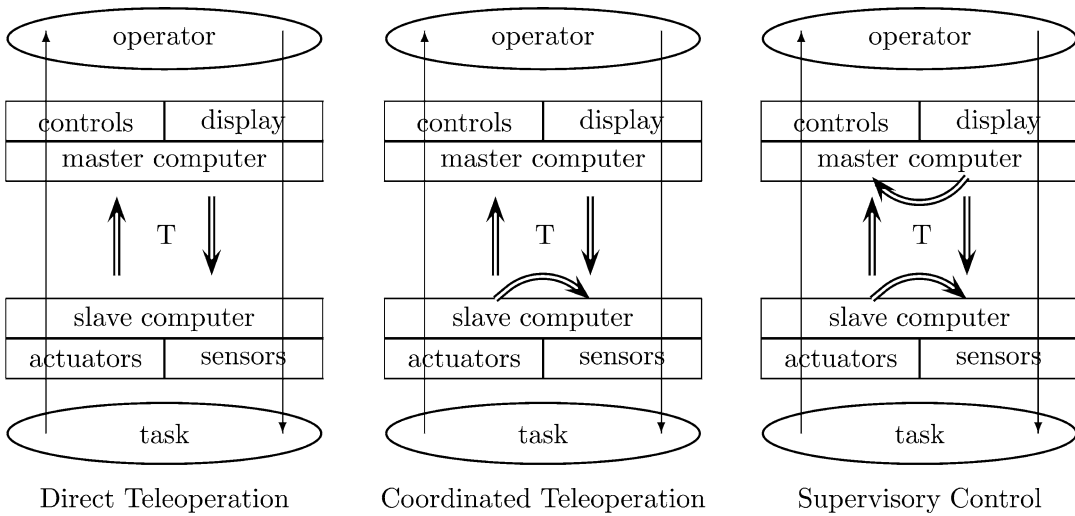 operator
controls display
master computer
T
slave computer
actuators sensors
task
Direct Teleoperation
operator
controls display
master computer
T
slave computer
actuators sensors
task
Coordinated Teleoperation
operator
controls display
master computer
T
slave computer
actuators sensors
task
Supervisory Control